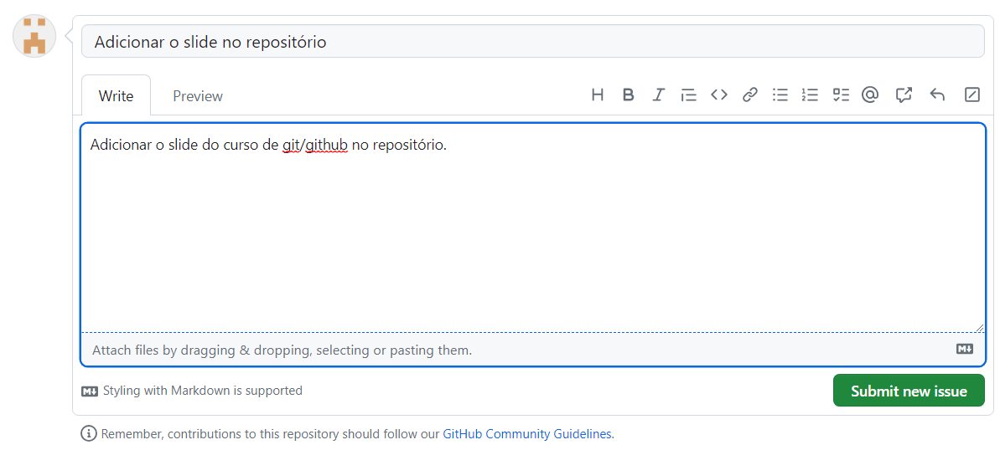 Adicionar o slide no repositório
Write Preview
Adicionar o slide do curso de git/github no repositório.
Attach files by dragging & dropping, selecting or pasting them.
Styling with Markdown is supported
Submit new issue
Remember, contributions to this repository should follow our GitHub Community Guidelines.